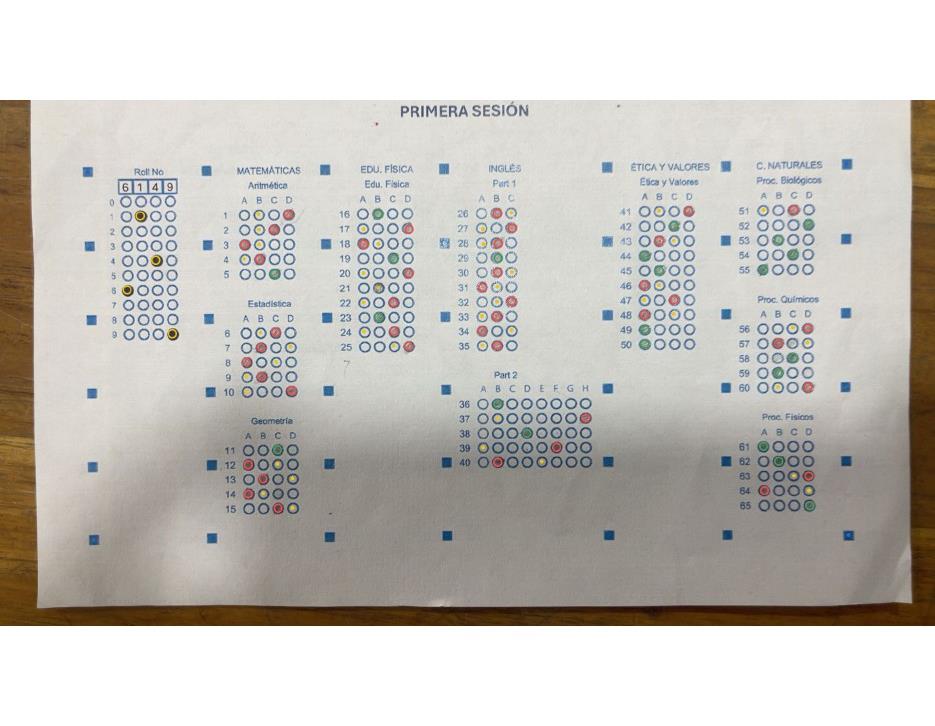 PRIMERA SESIÓN
Roll No
6 1 4 9
0
1
2
3
4
5
6
7
8
9
MATEMÁTICAS
Aritmética
A B C D
1
2
3
4
5
Estadística
A B C D
6
7
8
9
10
Geometría
A B C D
11
12
13
14
15
EDU. FÍSICA
Edu. Física
A B C D
16
17
18
19
20
21
22
23
24
25
7
INGLÉS
Part 1
A B C
26
27
28
29
30
31
32
33
34
35
Part 2
A B C D E F G H
36
37
38
39
40
ÉTICA Y VALORES
Ética y Valores
A B C D
41
42
43
44
45
46
47
48
49
50
C. NATURALES
Proc. Biológicos
A B C D
51
52
53
54
55
Proc. Químicos
A B C D
56
57
58
59
60
Proc. Físicos
A B C D
61
62
63
64
65